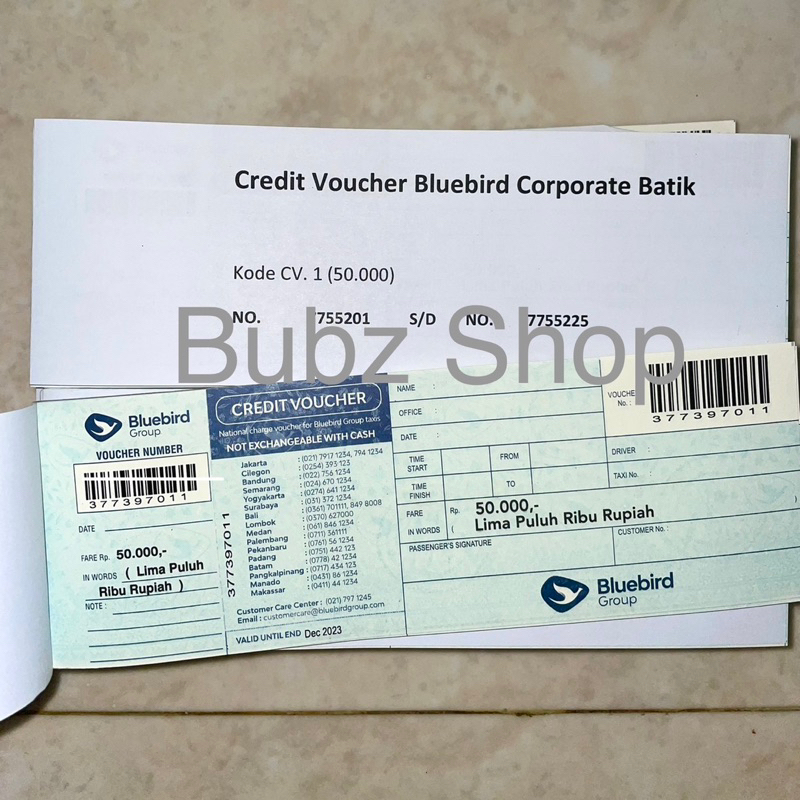 Credit Voucher Bluebird Corporate Batik
Kode CV. 1 (50.000)
NO. 7755201 S/D NO. 7755225
Bubz Shop
Bluebird
Group
VOUCHER NUMBER
377397011
DATE
FARE Rp. 50.000,-
IN WORDS ( Lima Puluh
Ribu Rupiah )
NOTE :
377397011
CREDIT VOUCHER
National charge voucher for Bluebird Group taxis
NOT EXCHANGEABLE WITH CASH
Jakarta : (021) 7917 1234, 794 1234
Cilegon : (0254) 393 123
Bandung : (022) 756 1234
Semarang : (024) 670 1234
Yogyakarta : (0274) 641 1234
Surabaya : (031) 372 1234
Bali : (0361) 701111, 849 8008
Lombok : (0370) 627000
Medan : (061) 846 1234
Palembang : (0711) 361111
Pekanbaru : (0761) 56 1234
Padang : (0751) 442 123
Batam : (0778) 42 1234
Pangkalpinang : (0717) 434 123
Manado : (0431) 86 1234
Makassar : (0411) 44 1234
Customer Care Center : (021) 797 1245
Email : customercare@bluebirdgroup.com
VALID UNTIL END Dec 2023
NAME :
OFFICE :
DATE :
VOUCHER
No. :
377397011
TIME START
FROM
DRIVER :
TIME FINISH
TO
TAXI No. :
FARE Rp. 50.000,-
IN WORDS ( Lima Puluh Ribu Rupiah
PASSENGER'S SIGNATURE
CUSTOMER No. :
Bluebird
Group